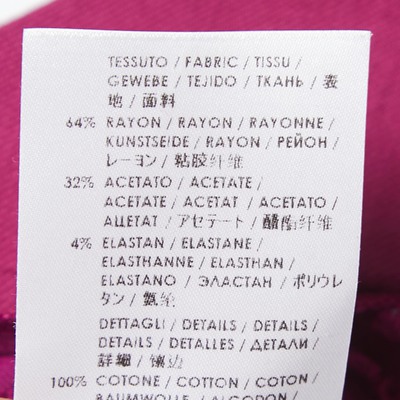 TESSUTO / FABRIC / TISSU /
GEWEBE / TEJIDO / ТКАНЬ / 表
地 / 面料
64% RAYON / RAYON / RAYONNE /
KUNSTSEIDE / RAYON / РЕЙОН /
レーヨン / 粘胶纤维
32% ACETATO / ACETATE /
ACETATE / ACETAT / ACETATO /
АЦЕТАТ / アセテート / 醋酯纤维
4% ELASTAN / ELASTANE /
ELASTHANNE / ELASTHAN /
ELASTANO / ЭЛАСТАН / ポリウレ
タン / 氨纶
DETTAGLI / DETAILS / DETAILS /
DETAILS / DETALLES / ДЕТАЛИ /
詳細 / 镶边
100% COTONE / COTTON / COTON /
BAUMWOLLE / ALGODON /